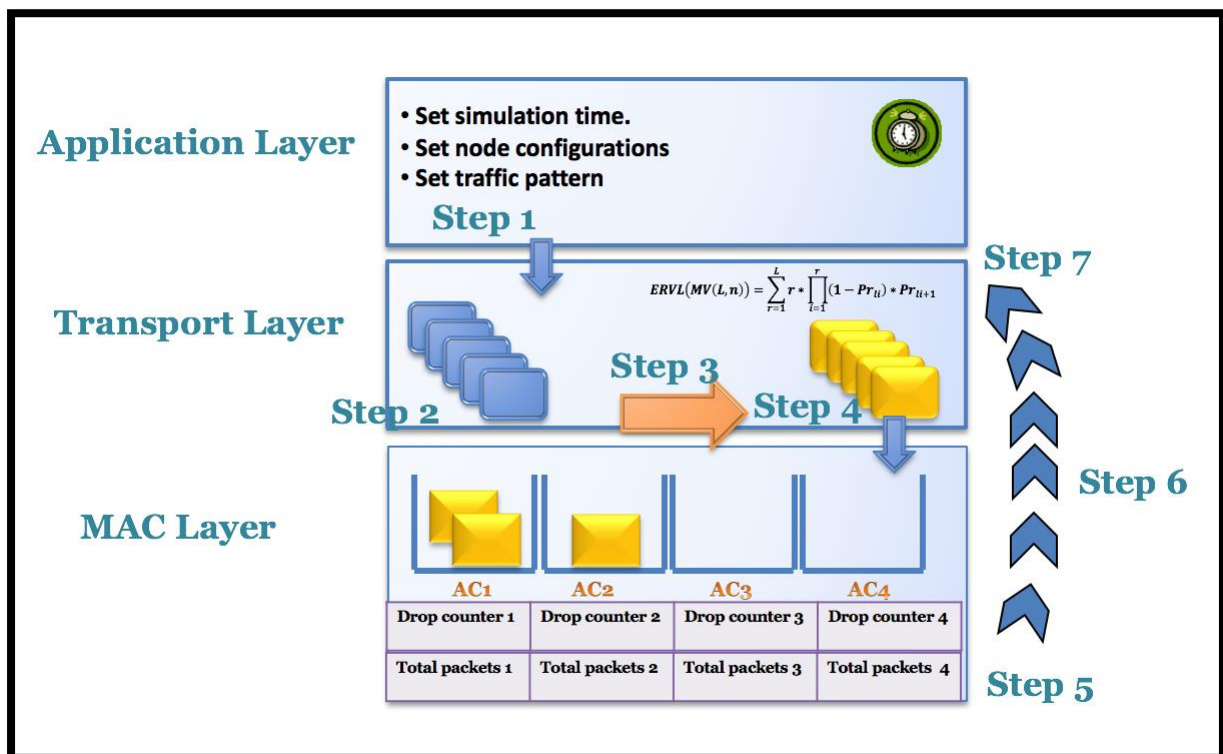 Application Layer
• Set simulation time.
• Set node configurations
• Set traffic pattern
Step 1
Step 7
Transport Layer
ERVL(MV(L,n)) = ∑_{r=1}^{L} r * ∏_{i=1}^{r} (1 − Pr_{li}) * Pr_{li+1}
Step 3
Step 2
Step 4
MAC Layer
Step 6
AC1 AC2 AC3 AC4
Drop counter 1 Drop counter 2 Drop counter 3 Drop counter 4
Total packets 1 Total packets 2 Total packets 3 Total packets 4
Step 5